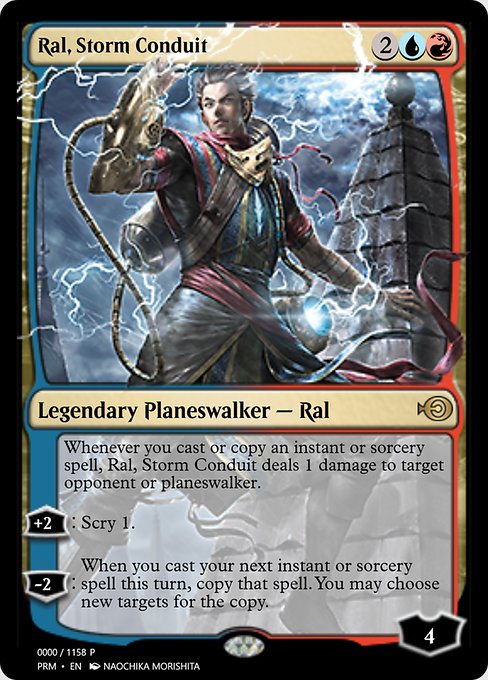 Ral, Storm Conduit 2
Legendary Planeswalker — Ral
Whenever you cast or copy an instant or sorcery
spell, Ral, Storm Conduit deals 1 damage to target
opponent or planeswalker.
+2 : Scry 1.
When you cast your next instant or sorcery
-2 : spell this turn, copy that spell. You may choose
new targets for the copy.
4
0000 / 1158 P
PRM • EN NAOCHIKA MORISHITA